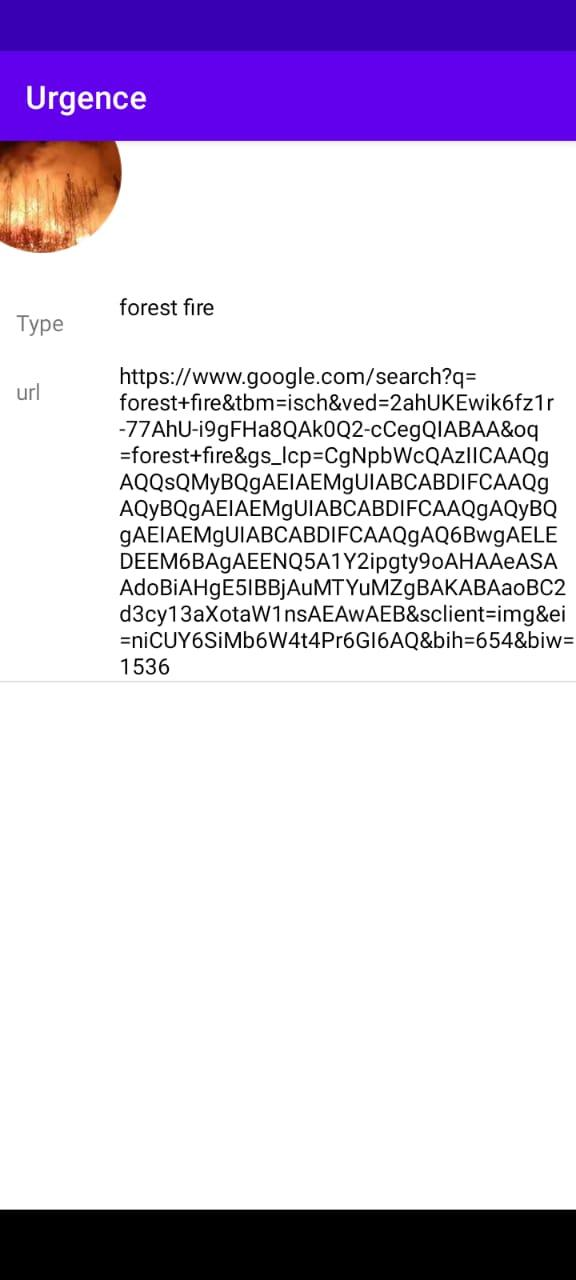 Urgence
Type
forest fire
url
https://www.google.com/search?q=
forest+fire&tbm=isch&ved=2ahUKEwik6fz1r
-77AhU-i9gFHa8QAk0Q2-cCegQIABAA&oq
=forest+fire&gs_lcp=CgNpbWcQAzIICAAQg
AQQsQMyBQgAEIAEMgUIABCABDIFCAAQg
AQyBQgAEIAEMgUIABCABDIFCAAQgAQyBQ
gAEIAEMgUIABCABDIFCAAQgAQ6BwgAELE
DEEM6BAgAEENQ5A1Y2ipgty9oAHAAeASA
AdoBiAHgE5IBBjAuMTYuMZgBAKABAaoBC2
d3cy13aXotaW1nsAEAwAEB&sclient=img&ei
=niCUY6SiMb6W4t4Pr6GI6AQ&bih=654&biw=
1536